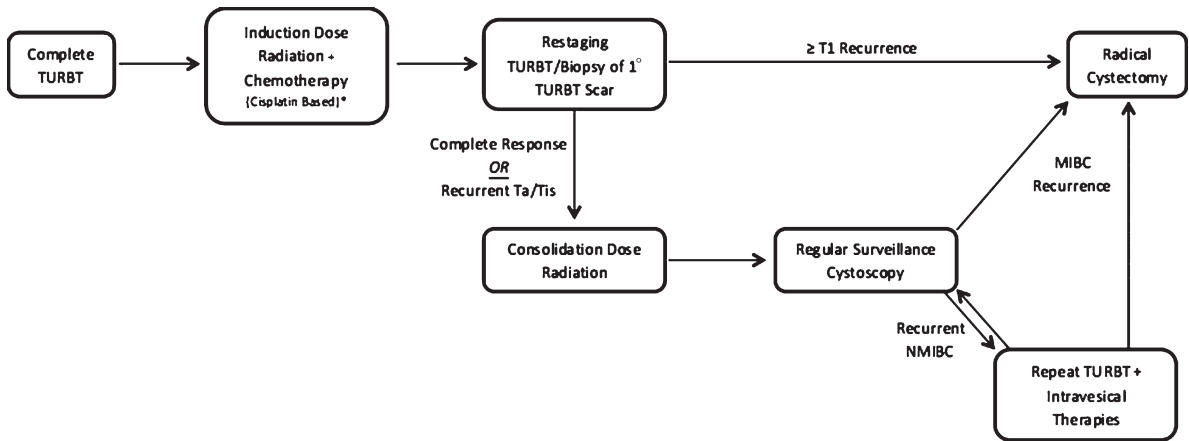 Complete
TURBT
Induction Dose
Radiation +
Chemotherapy
(Cisplatin Based)*
Restaging
TURBT/Biopsy of 1°
TURBT Scar
≥ T1 Recurrence
Radical
Cystectomy
Complete Response
OR
Recurrent Ta/Tis
MIBC
Recurrence
Consolidation Dose
Radiation
Regular Surveillance
Cystoscopy
Recurrent
NMIBC
Repeat TURBT +
Intravesical
Therapies